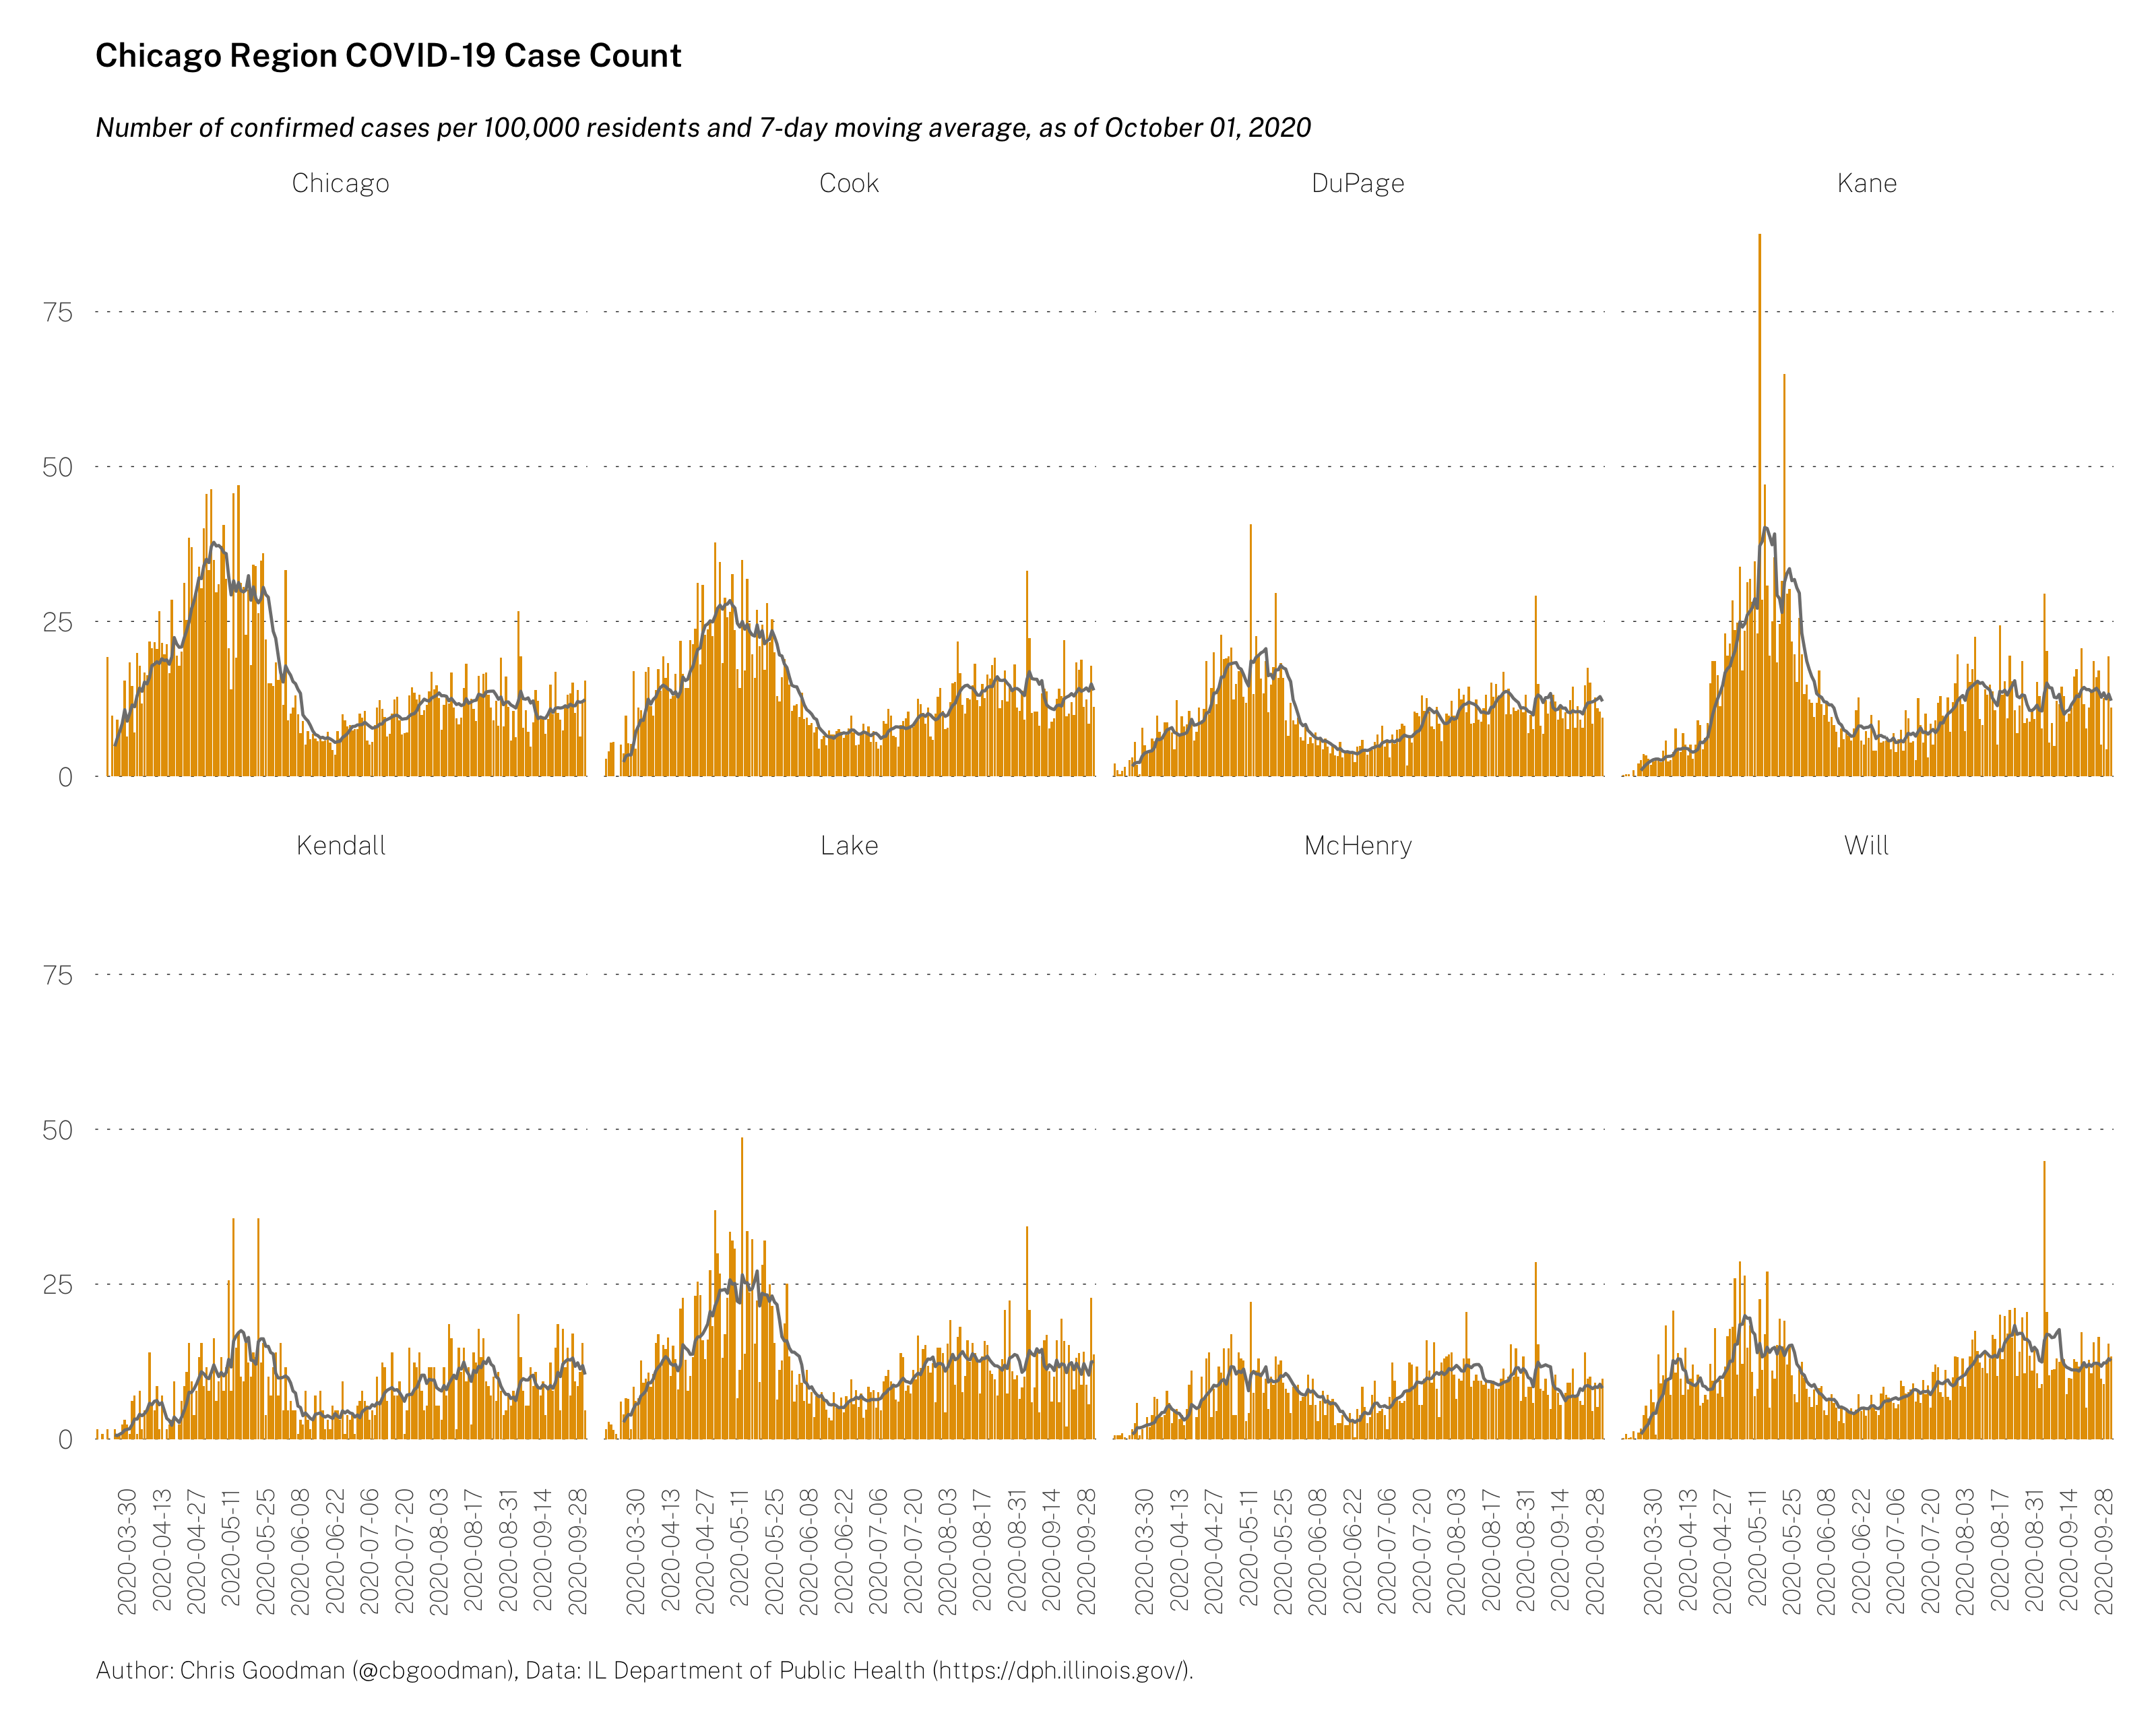 Chicago Region COVID-19 Case Count
Number of confirmed cases per 100,000 residents and 7-day moving average, as of October 01, 2020
Chicago Cook DuPage Kane
75
50
25
0
Kendall Lake McHenry Will
75
50
25
0
2020-03-30 2020-04-13 2020-04-27 2020-05-11 2020-05-25 2020-06-08 2020-06-22 2020-07-06 2020-07-20 2020-08-03 2020-08-17 2020-08-31 2020-09-14 2020-09-28 2020-03-30 2020-04-13 2020-04-27 2020-05-11 2020-05-25 2020-06-08 2020-06-22 2020-07-06 2020-07-20 2020-08-03 2020-08-17 2020-08-31 2020-09-14 2020-09-28 2020-03-30 2020-04-13 2020-04-27 2020-05-11 2020-05-25 2020-06-08 2020-06-22 2020-07-06 2020-07-20 2020-08-03 2020-08-17 2020-08-31 2020-09-14 2020-09-28 2020-03-30 2020-04-13 2020-04-27 2020-05-11 2020-05-25 2020-06-08 2020-06-22 2020-07-06 2020-07-20 2020-08-03 2020-08-17 2020-08-31 2020-09-14 2020-09-28
Author: Chris Goodman (@cbgoodman), Data: IL Department of Public Health (https://dph.illinois.gov/).